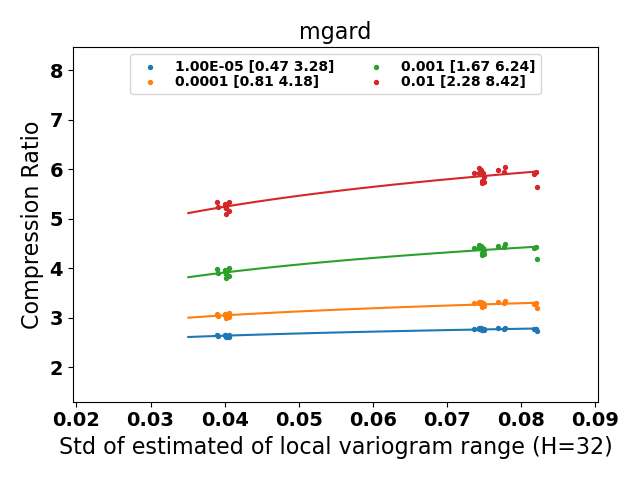 mgard
1.00E-05 [0.47 3.28]
0.0001 [0.81 4.18]
0.001 [1.67 6.24]
0.01 [2.28 8.42]
Compression Ratio
8
7
6
5
4
3
2
0.02 0.03 0.04 0.05 0.06 0.07 0.08 0.09
Std of estimated of local variogram range (H=32)